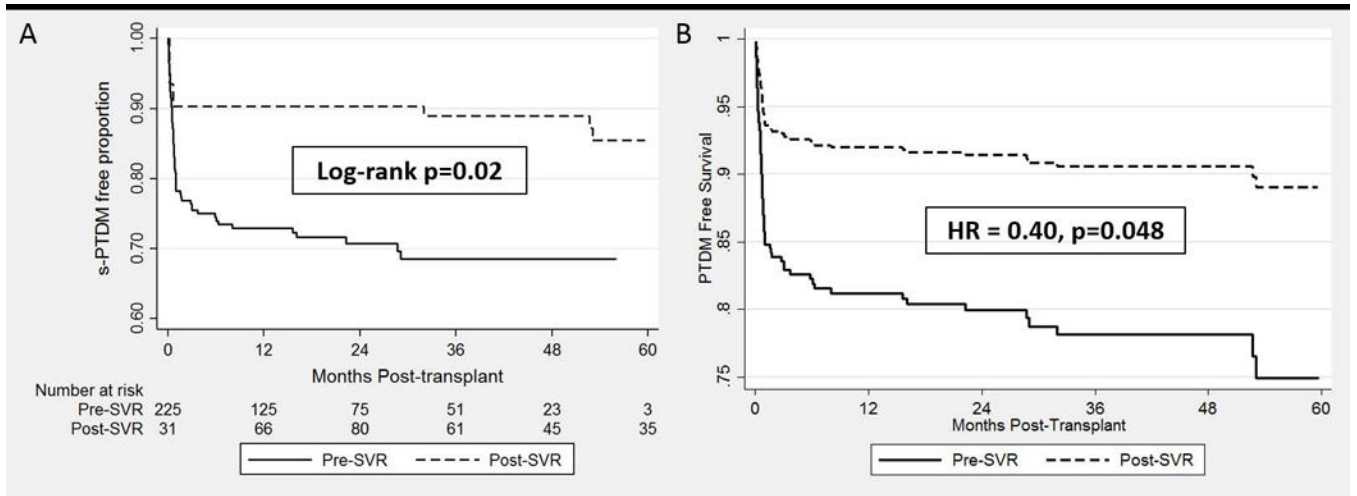 A
s-PTDM free proportion
1.00
0.90
0.80
0.70
0.60
Log-rank p=0.02
0 12 24 36 48 60
Months Post-transplant
Number at risk
Pre-SVR 225 125 75 51 23 3
Post-SVR 31 66 80 61 45 35
Pre-SVR Post-SVR
B
PTDM Free Survival
1
.95
.9
.85
.8
.75
HR = 0.40, p=0.048
0 12 24 36 48 60
Months Post-Transplant
Pre-SVR Post-SVR